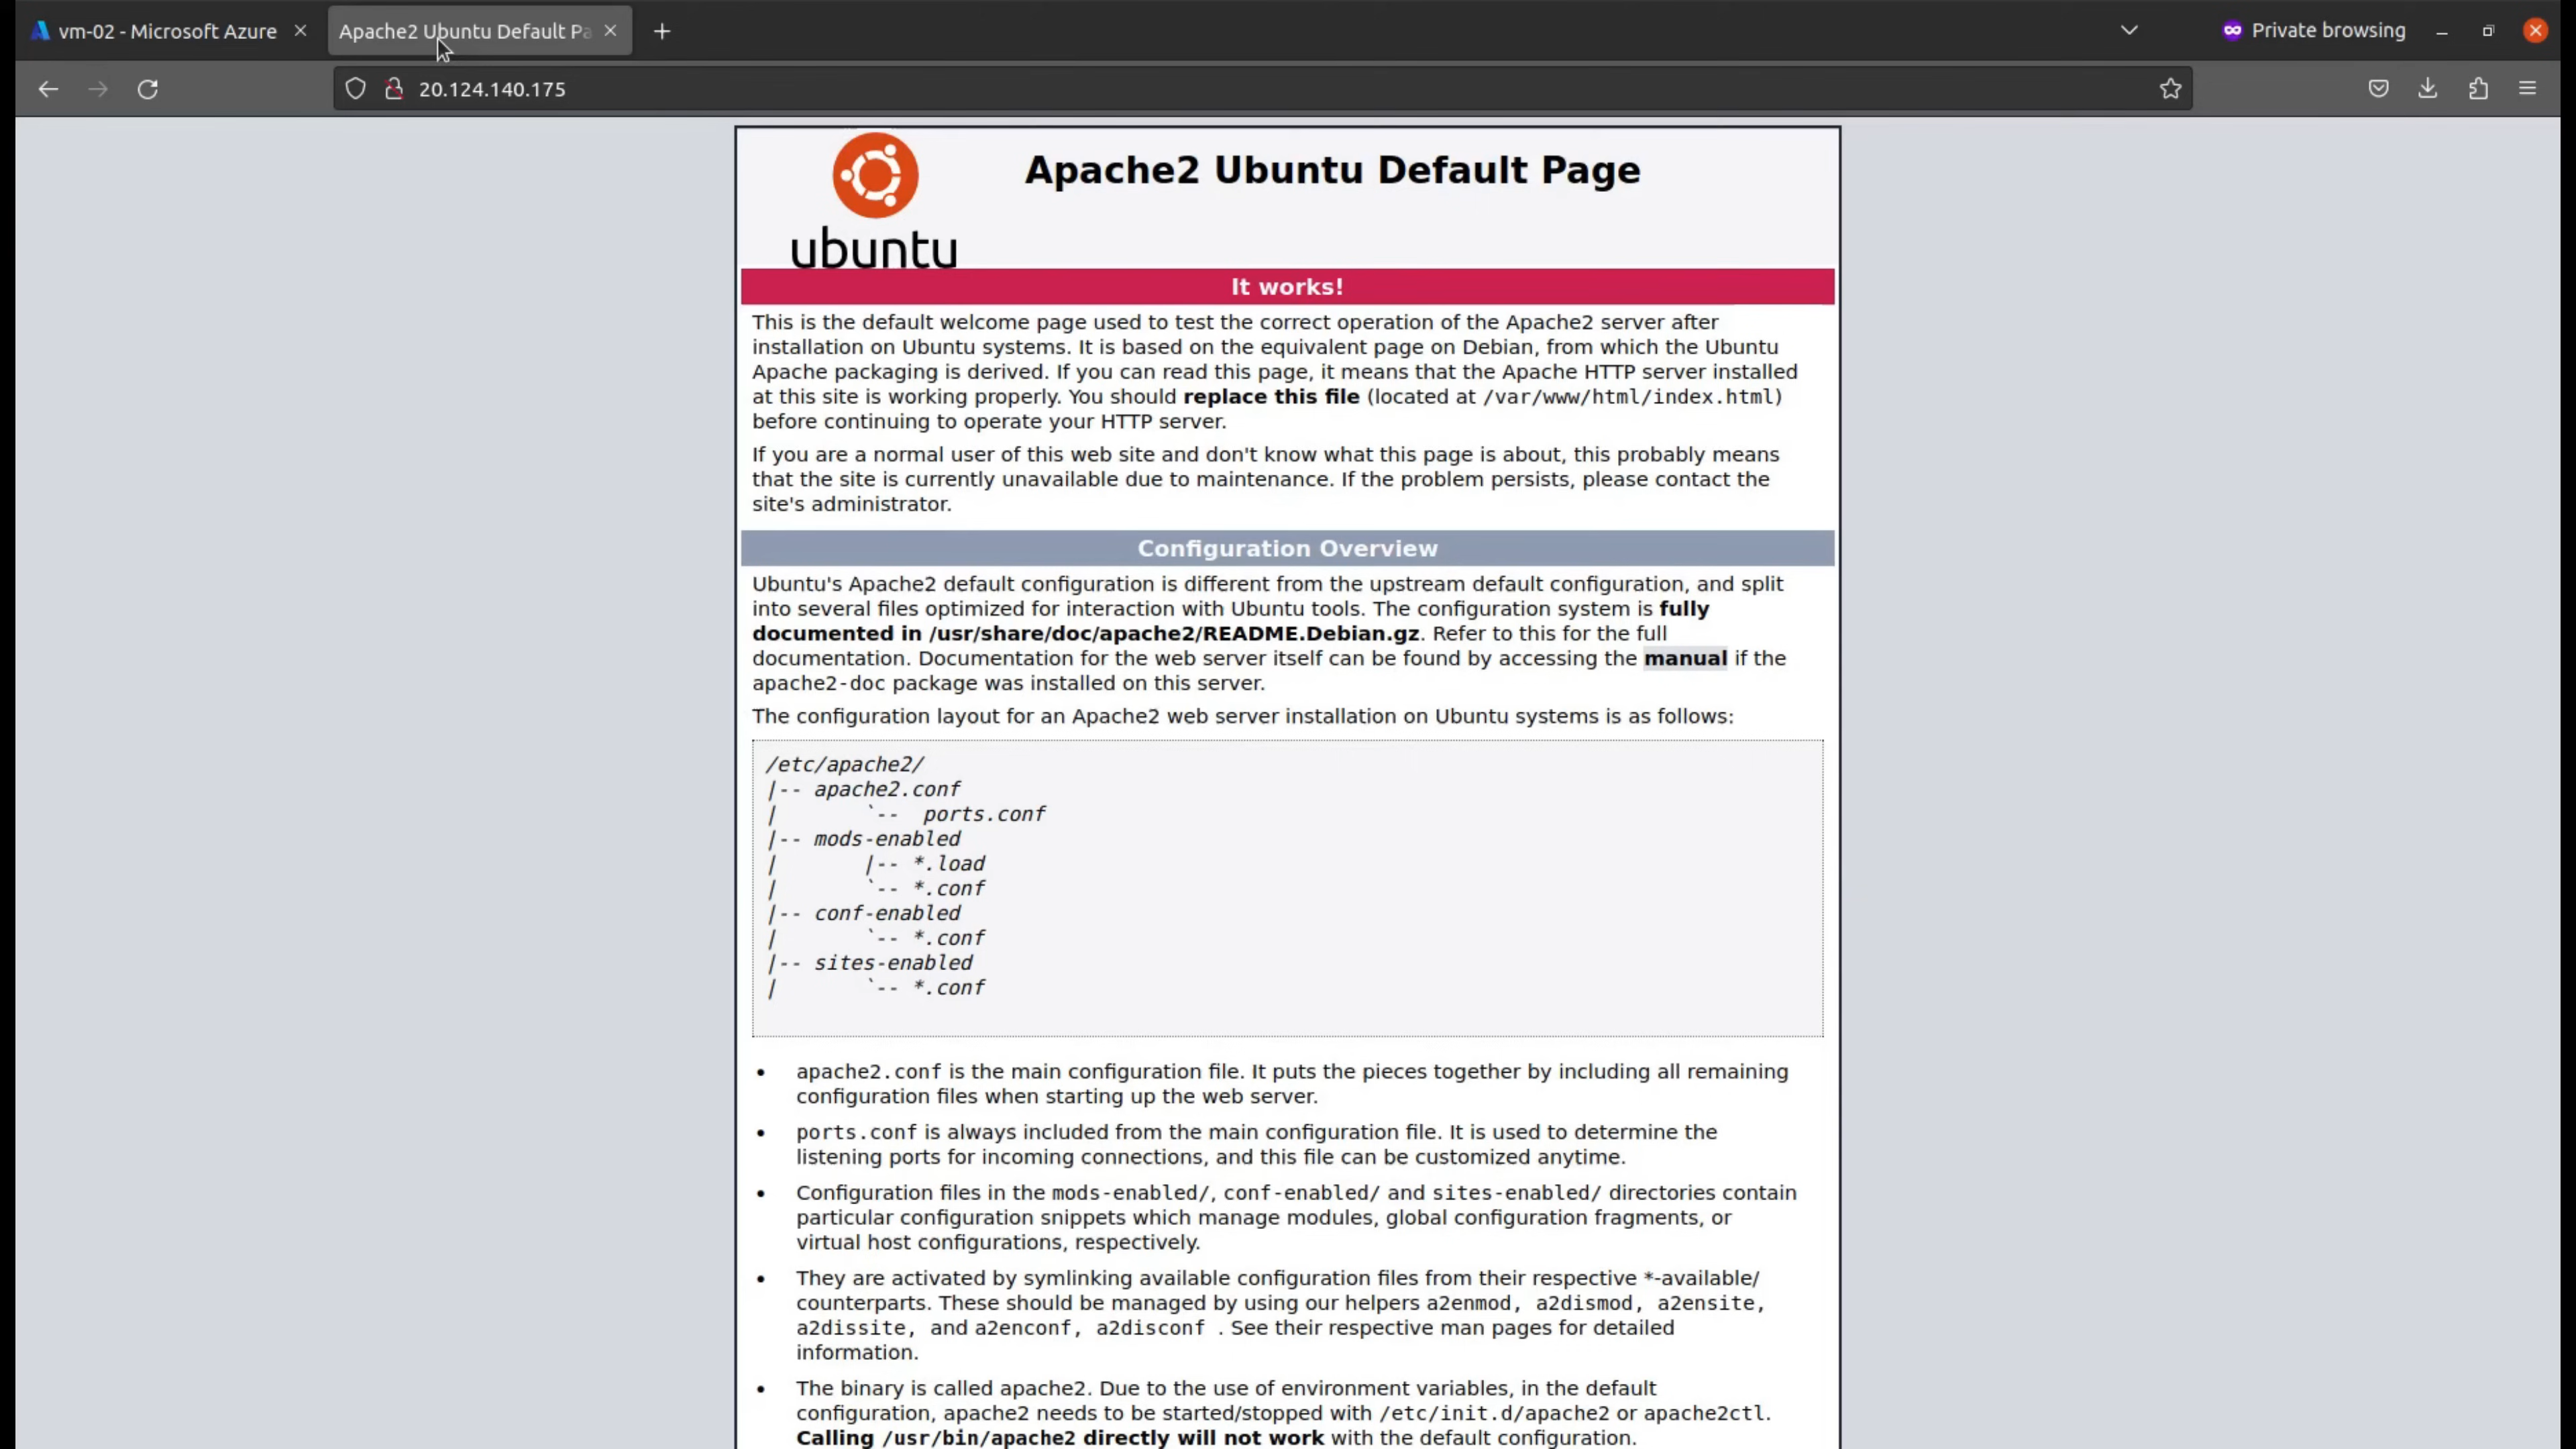 vm-02 - Microsoft Azure
Apache2 Ubuntu Default Pa
Private browsing
20.124.140.175
Apache2 Ubuntu Default Page
ubuntu
It works!
This is the default welcome page used to test the correct operation of the Apache2 server after
installation on Ubuntu systems. It is based on the equivalent page on Debian, from which the Ubuntu
Apache packaging is derived. If you can read this page, it means that the Apache HTTP server installed
at this site is working properly. You should replace this file (located at /var/www/html/index.html)
before continuing to operate your HTTP server.
If you are a normal user of this web site and don't know what this page is about, this probably means
that the site is currently unavailable due to maintenance. If the problem persists, please contact the
site's administrator.
Configuration Overview
Ubuntu's Apache2 default configuration is different from the upstream default configuration, and split
into several files optimized for interaction with Ubuntu tools. The configuration system is fully
documented in /usr/share/doc/apache2/README.Debian.gz. Refer to this for the full
documentation. Documentation for the web server itself can be found by accessing the manual if the
apache2-doc package was installed on this server.
The configuration layout for an Apache2 web server installation on Ubuntu systems is as follows:
/etc/apache2/
|-- apache2.conf
|       `--  ports.conf
|-- mods-enabled
|       |-- *.load
|       `-- *.conf
|-- conf-enabled
|       `-- *.conf
|-- sites-enabled
|       `-- *.conf
• apache2.conf is the main configuration file. It puts the pieces together by including all remaining
configuration files when starting up the web server.
• ports.conf is always included from the main configuration file. It is used to determine the
listening ports for incoming connections, and this file can be customized anytime.
• Configuration files in the mods-enabled/, conf-enabled/ and sites-enabled/ directories contain
particular configuration snippets which manage modules, global configuration fragments, or
virtual host configurations, respectively.
• They are activated by symlinking available configuration files from their respective *-available/
counterparts. These should be managed by using our helpers a2enmod, a2dismod, a2ensite,
a2dissite, and a2enconf, a2disconf . See their respective man pages for detailed
information.
• The binary is called apache2. Due to the use of environment variables, in the default
configuration, apache2 needs to be started/stopped with /etc/init.d/apache2 or apache2ctl.
Calling /usr/bin/apache2 directly will not work with the default configuration.